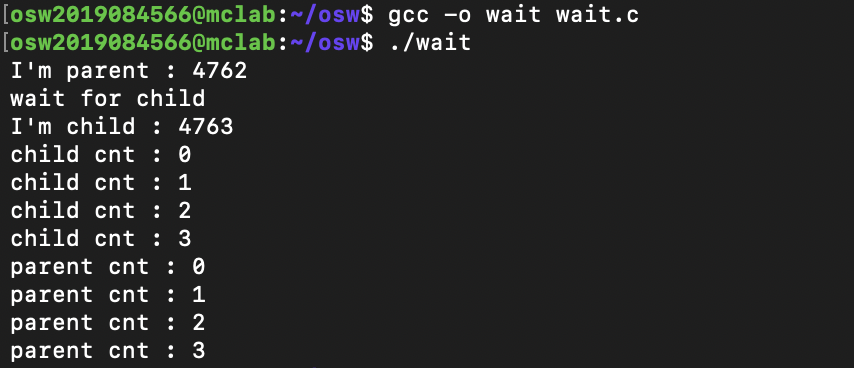 [osw2019084566@mclab:~/osw$ gcc -o wait wait.c
[osw2019084566@mclab:~/osw$ ./wait
I'm parent : 4762
wait for child
I'm child : 4763
child cnt : 0
child cnt : 1
child cnt : 2
child cnt : 3
parent cnt : 0
parent cnt : 1
parent cnt : 2
parent cnt : 3